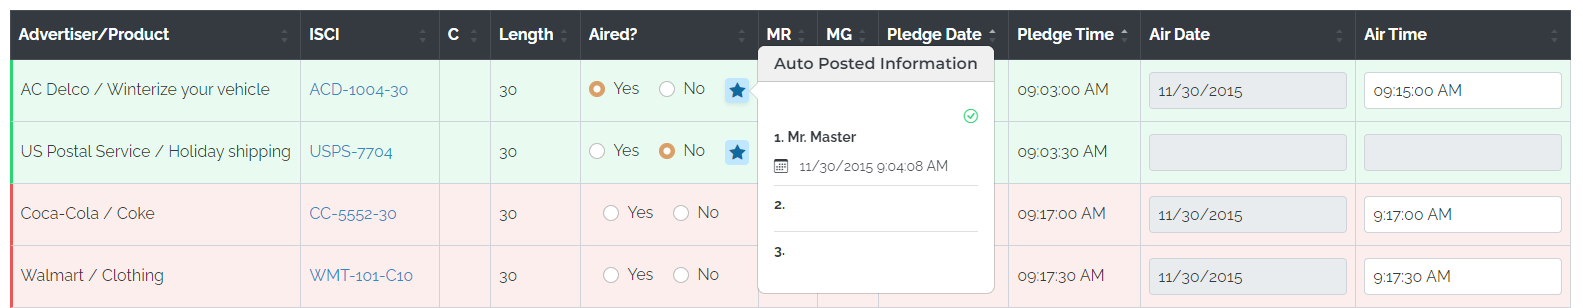 Advertiser/Product ISCI C Length Aired? MR MG Pledge Date Pledge Time Air Date Air Time
Auto Posted Information
AC Delco / Winterize your vehicle ACD-1004-30 30 Yes No 09:03:00 AM 11/30/2015 09:15:00 AM
1. Mr. Master
US Postal Service / Holiday shipping USPS-7704 30 Yes No 09:03:30 AM
11/30/2015 9:04:08 AM
2.
Coca-Cola / Coke CC-5552-30 30 Yes No 09:17:00 AM 11/30/2015 9:17:00 AM
3.
Walmart / Clothing WMT-101-C10 30 Yes No 09:17:30 AM 11/30/2015 9:17:30 AM